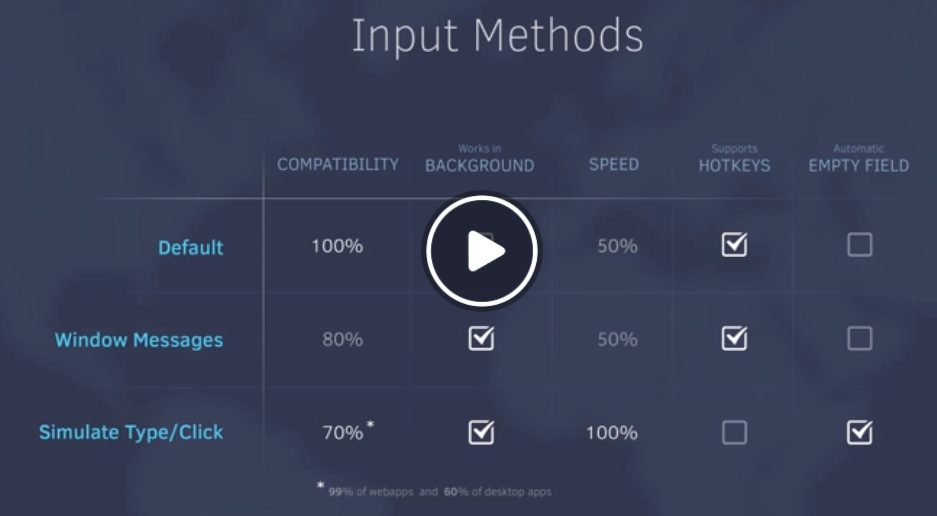 Input Methods
COMPATIBILITY Works in BACKGROUND SPEED Supports HOTKEYS Automatic EMPTY FIELD
Default 100% 50%
Window Messages 80% 50%
Simulate Type/Click 70%* 100%
* 99% of webapps and 60% of desktop apps